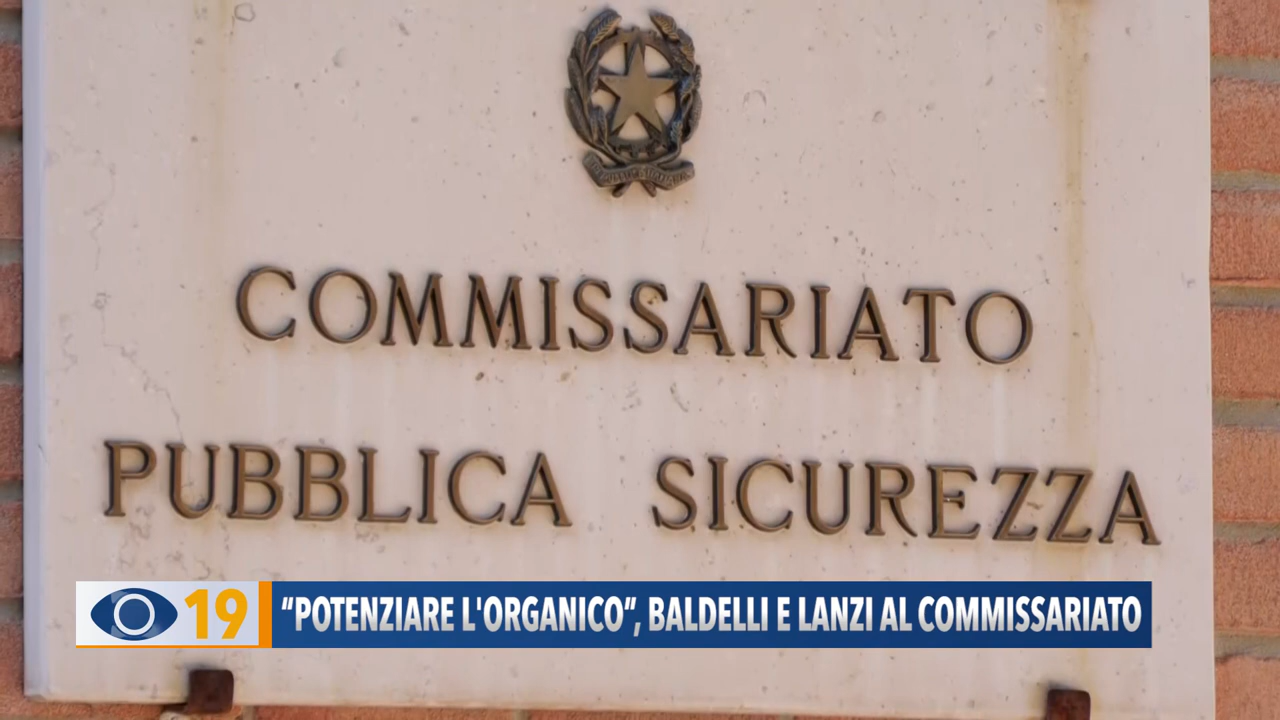 COMMISSARIATO
PUBBLICA SICUREZZA
19 “POTENZIARE L'ORGANICO”, BALDELLI E LANZI AL COMMISSARIATO